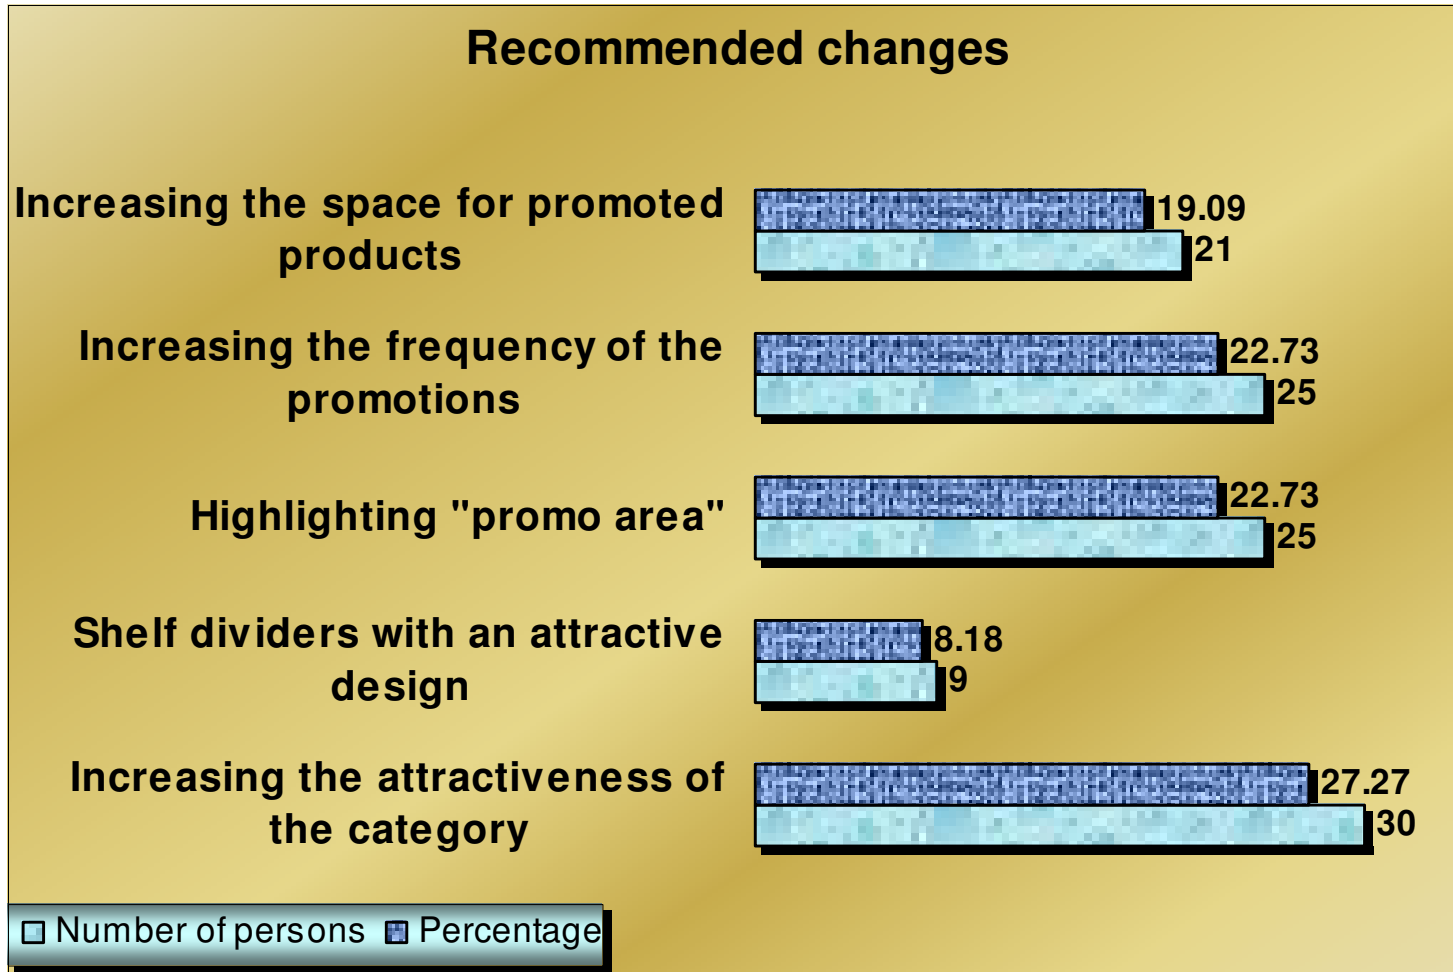 Recommended changes
Increasing the space for promoted
products
19.09
21
Increasing the frequency of the
promotions
22.73
25
Highlighting "promo area"
22.73
25
Shelf dividers with an attractive
design
8.18
9
Increasing the attractiveness of
the category
27.27
30
Number of persons Percentage